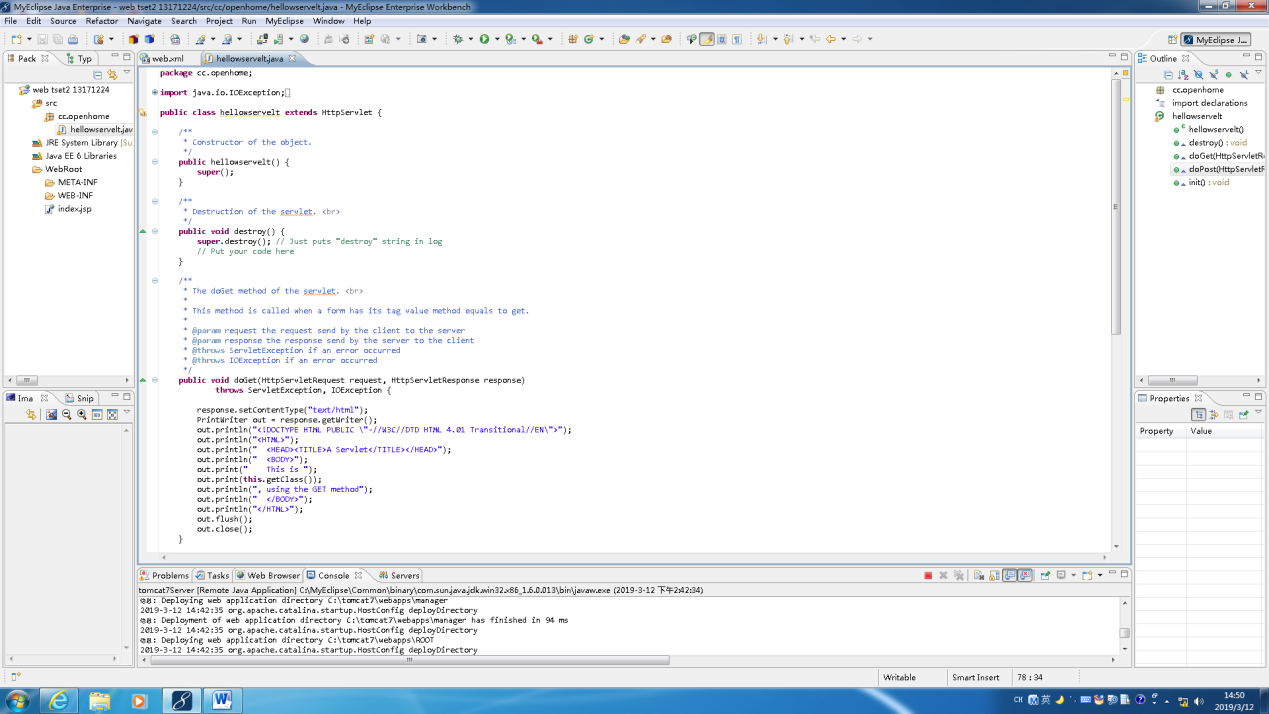 MyEclipse Java Enterprise - web tset2 13171224/src/cc/openhome/hellowservelt.java - MyEclipse Enterprise Workbench
File Edit Source Refactor Navigate Search Project Run MyEclipse Window Help
MyEclipse J...
Pack Typ
web tset2 13171224
src
cc.openhome
hellowservelt.jav
JRE System Library [Su
Java EE 6 Libraries
WebRoot
META-INF
WEB-INF
index.jsp
Ima Snip
web.xml hellowservelt.java
package cc.openhome;
import java.io.IOException;
public class hellowservelt extends HttpServlet {
/**
* Constructor of the object.
*/
public hellowservelt() {
super();
}
/**
* Destruction of the servlet. <br>
*/
public void destroy() {
super.destroy(); // Just puts "destroy" string in log
// Put your code here
}
/**
* The doGet method of the servlet. <br>
*
* This method is called when a form has its tag value method equals to get.
*
* @param request the request send by the client to the server
* @param response the response send by the server to the client
* @throws ServletException if an error occurred
* @throws IOException if an error occurred
*/
public void doGet(HttpServletRequest request, HttpServletResponse response)
throws ServletException, IOException {
response.setContentType("text/html");
PrintWriter out = response.getWriter();
out.println("<!DOCTYPE HTML PUBLIC \"-//W3C//DTD HTML 4.01 Transitional//EN\">");
out.println("<HTML>");
out.println("  <HEAD><TITLE>A Servlet</TITLE></HEAD>");
out.println("  <BODY>");
out.print("    This is ");
out.print(this.getClass());
out.println(", using the GET method");
out.println("  </BODY>");
out.println("</HTML>");
out.flush();
out.close();
}
Outline
cc.openhome
import declarations
hellowservelt
hellowservelt()
destroy() : void
doGet(HttpServletRe
doPost(HttpServletF
init() : void
Properties
Property Value
Problems Tasks Web Browser Console Servers
tomcat7Server [Remote Java Application] C:\MyEclipse\Common\binary\com.sun.java.jdk.win32.x86_1.6.0.013\bin\javaw.exe (2019-3-12 下午2:42:34)
信息: Deploying web application directory C:\tomcat7\webapps\manager
2019-3-12 14:42:35 org.apache.catalina.startup.HostConfig deployDirectory
信息: Deployment of web application directory C:\tomcat7\webapps\manager has finished in 94 ms
2019-3-12 14:42:35 org.apache.catalina.startup.HostConfig deployDirectory
信息: Deploying web application directory C:\tomcat7\webapps\ROOT
2019-3-12 14:42:35 org.apache.catalina.startup.HostConfig deployDirectory
Writable Smart Insert 78 : 34
CH 英 14:50
2019/3/12